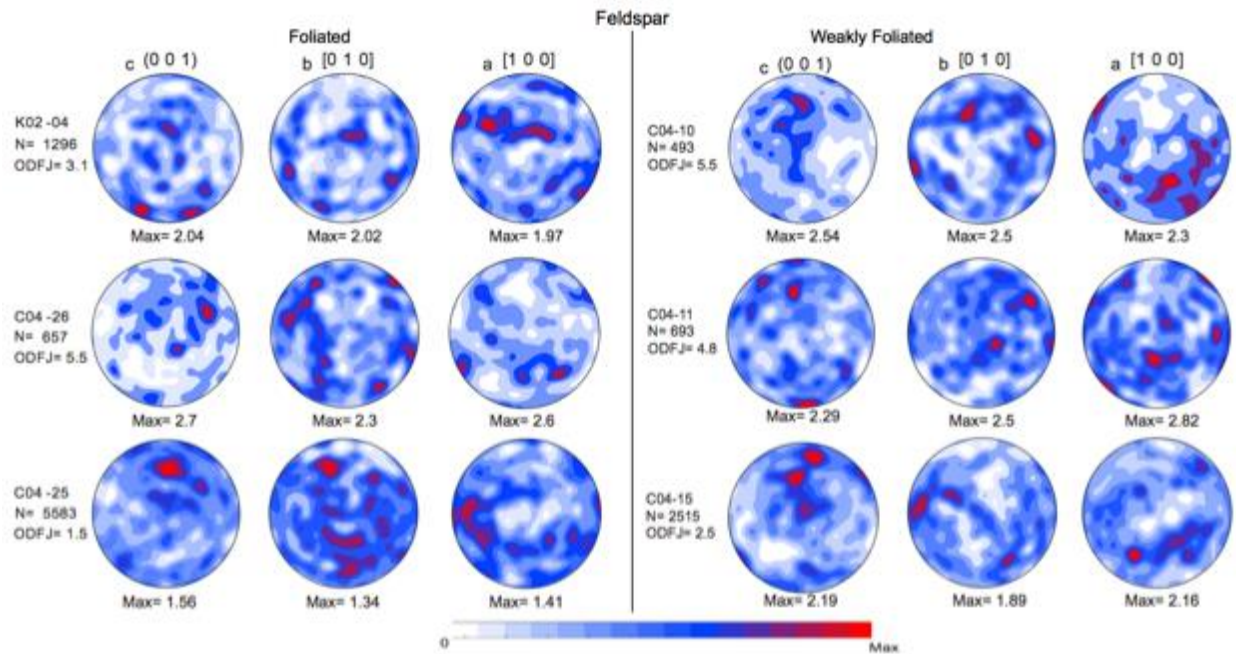 Feldspar
Foliated
Weakly Foliated
c (0 0 1)
b [0 1 0]
a [1 0 0]
c (0 0 1)
b [0 1 0]
a [1 0 0]
K02 -04
N= 1296
ODFJ= 3.1
Max= 2.04
Max= 2.02
Max= 1.97
C04-10
N= 493
ODFJ= 5.5
Max= 2.54
Max= 2.5
Max= 2.3
C04 -26
N= 657
ODFJ= 5.5
Max= 2.7
Max= 2.3
Max= 2.6
C04-11
N= 693
ODFJ= 4.8
Max= 2.29
Max= 2.5
Max= 2.82
C04 -25
N= 5583
ODFJ= 1.5
Max= 1.56
Max= 1.34
Max= 1.41
C04-15
N= 2515
ODFJ= 2.5
Max= 2.19
Max= 1.89
Max= 2.16
0
Max